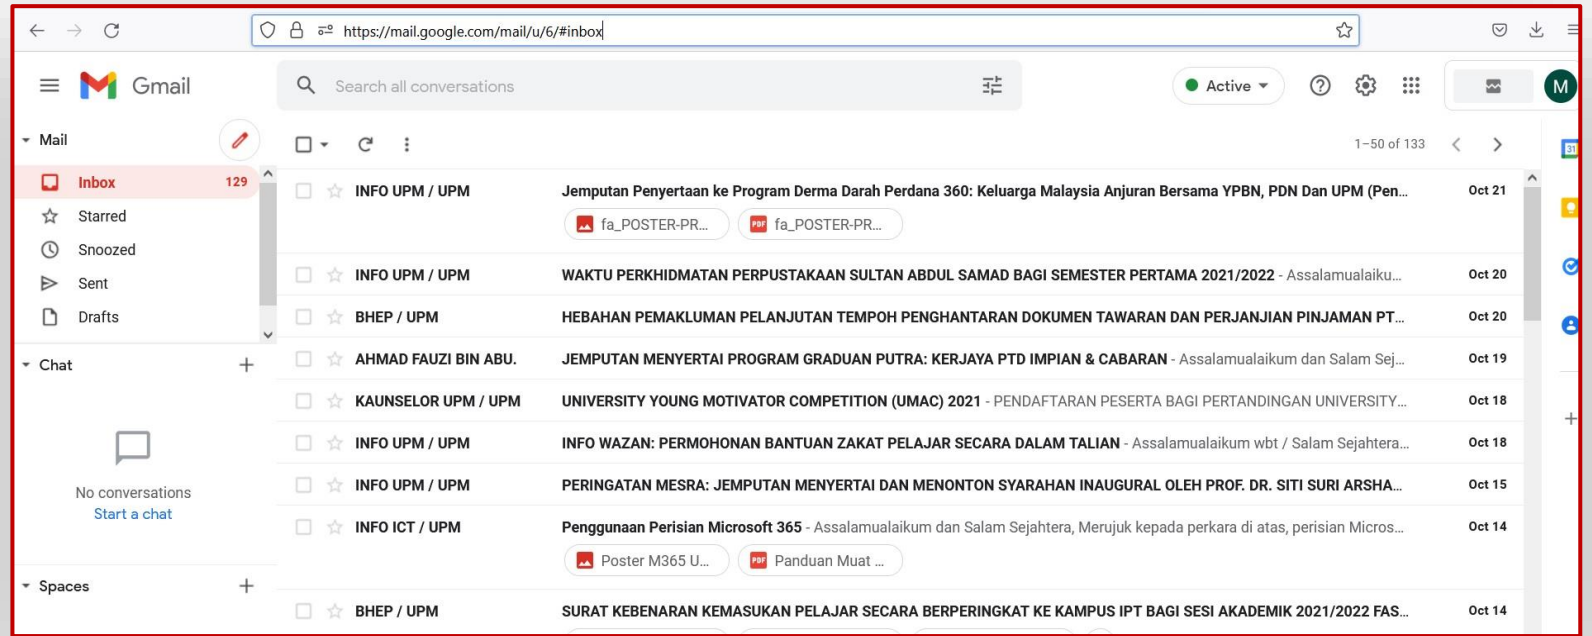 https://mail.google.com/mail/u/6/#inbox
Gmail
Search all conversations
Active
M
Mail
1–50 of 133
31
Inbox 129
Starred
Snoozed
Sent
Drafts
Chat
No conversations
Start a chat
Spaces
INFO UPM / UPM Jemputan Penyertaan ke Program Derma Darah Perdana 360: Keluarga Malaysia Anjuran Bersama YPBN, PDN Dan UPM (Pen... Oct 21
fa_POSTER-PR... PDF fa_POSTER-PR...
INFO UPM / UPM WAKTU PERKHIDMATAN PERPUSTAKAAN SULTAN ABDUL SAMAD BAGI SEMESTER PERTAMA 2021/2022 - Assalamualaiku... Oct 20
BHEP / UPM HEBAHAN PEMAKLUMAN PELANJUTAN TEMPOH PENGHANTARAN DOKUMEN TAWARAN DAN PERJANJIAN PINJAMAN PT... Oct 20
AHMAD FAUZI BIN ABU. JEMPUTAN MENYERTAI PROGRAM GRADUAN PUTRA: KERJAYA PTD IMPIAN & CABARAN - Assalamualaikum dan Salam Sej... Oct 19
KAUNSELOR UPM / UPM UNIVERSITY YOUNG MOTIVATOR COMPETITION (UMAC) 2021 - PENDAFTARAN PESERTA BAGI PERTANDINGAN UNIVERSITY... Oct 18
INFO UPM / UPM INFO WAZAN: PERMOHONAN BANTUAN ZAKAT PELAJAR SECARA DALAM TALIAN - Assalamualaikum wbt / Salam Sejahtera... Oct 18
INFO UPM / UPM PERINGATAN MESRA: JEMPUTAN MENYERTAI DAN MENONTON SYARAHAN INAUGURAL OLEH PROF. DR. SITI SURI ARSHA... Oct 15
INFO ICT / UPM Penggunaan Perisian Microsoft 365 - Assalamualaikum dan Salam Sejahtera, Merujuk kepada perkara di atas, perisian Micros... Oct 14
Poster M365 U... PDF Panduan Muat ...
BHEP / UPM SURAT KEBENARAN KEMASUKAN PELAJAR SECARA BERPERINGKAT KE KAMPUS IPT BAGI SESI AKADEMIK 2021/2022 FAS... Oct 14